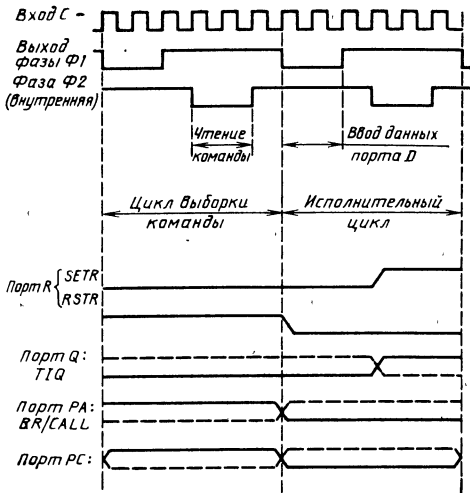 Вход С
Выход
фазы Ф1
Фаза Ф2
(внутренняя)
Чтение
команды
Ввод данных
порта D
Цикл выборки
команды
Исполнительный
цикл
Порт R { SETR
RSTR
Порт Q:
TIQ
Порт PA:
BR/CALL
Порт PC: